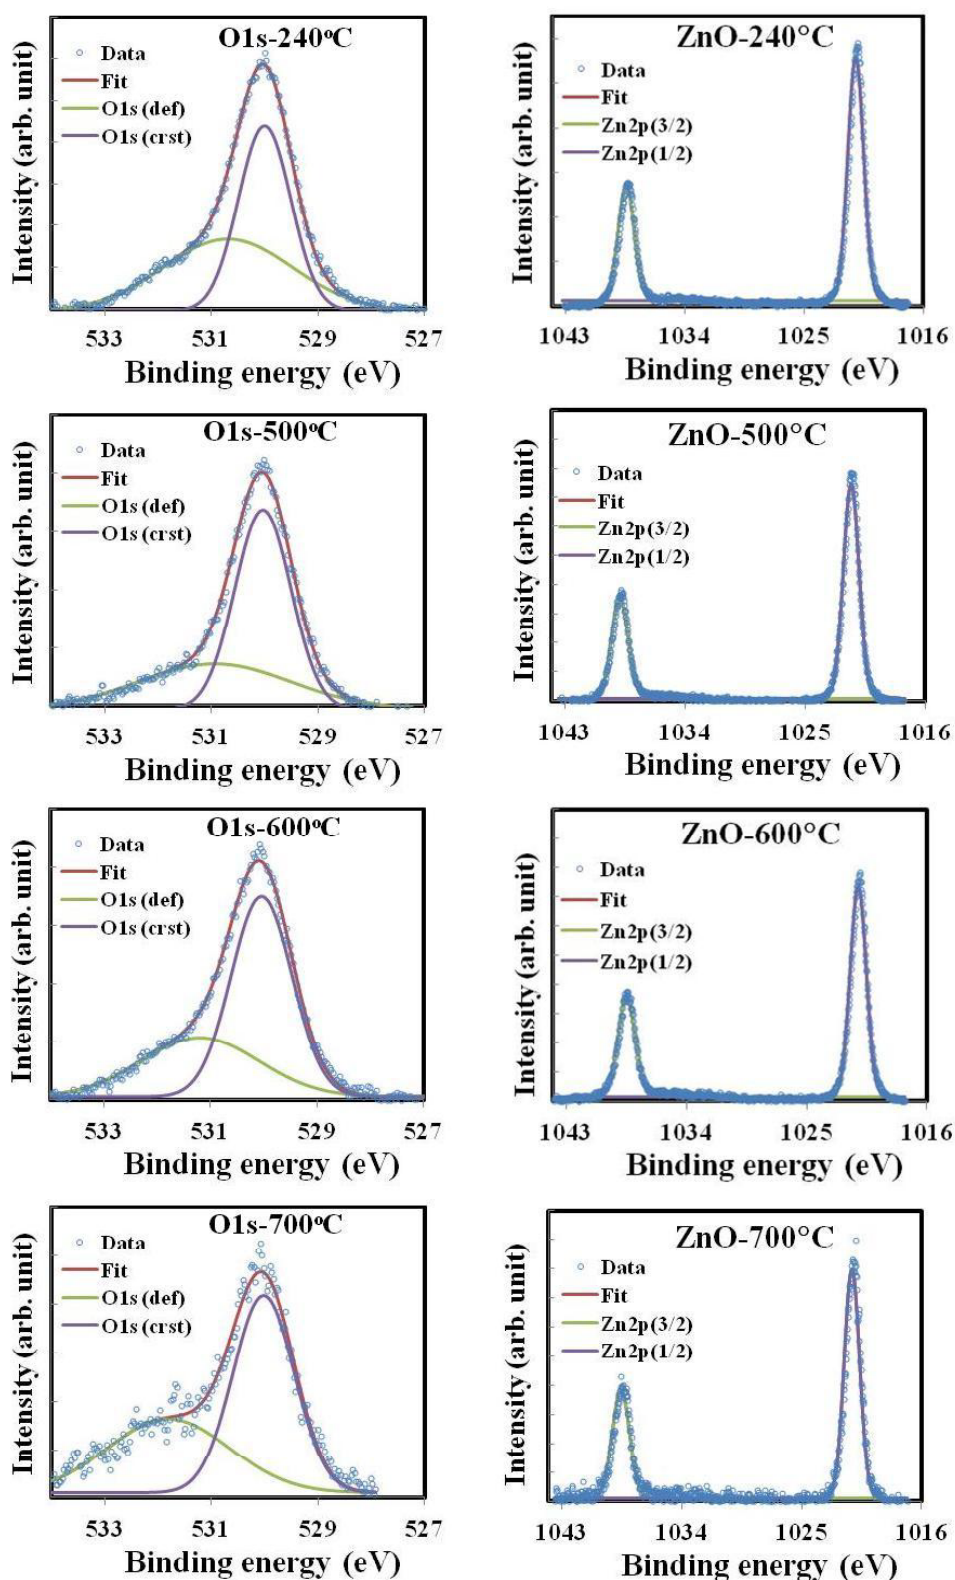 O1s-240°C
Data
Fit
O1s (def)
O1s (crst)
Intensity (arb. unit)
533 531 529 527
Binding energy (eV)
ZnO-240°C
Data
Fit
Zn2p(3/2)
Zn2p(1/2)
Intensity (arb. unit)
1043 1034 1025 1016
Binding energy (eV)
O1s-500°C
Data
Fit
O1s (def)
O1s (crst)
Intensity (arb. unit)
533 531 529 527
Binding energy (eV)
ZnO-500°C
Data
Fit
Zn2p(3/2)
Zn2p(1/2)
Intensity (arb. unit)
1043 1034 1025 1016
Binding energy (eV)
O1s-600°C
Data
Fit
O1s (def)
O1s (crst)
Intensity (arb. unit)
533 531 529 527
Binding energy (eV)
ZnO-600°C
Data
Fit
Zn2p(3/2)
Zn2p(1/2)
Intensity (arb. unit)
1043 1034 1025 1016
Binding energy (eV)
O1s-700°C
Data
Fit
O1s (def)
O1s (crst)
Intensity (arb. unit)
533 531 529 527
Binding energy (eV)
ZnO-700°C
Data
Fit
Zn2p(3/2)
Zn2p(1/2)
Intensity (arb. unit)
1043 1034 1025 1016
Binding energy (eV)